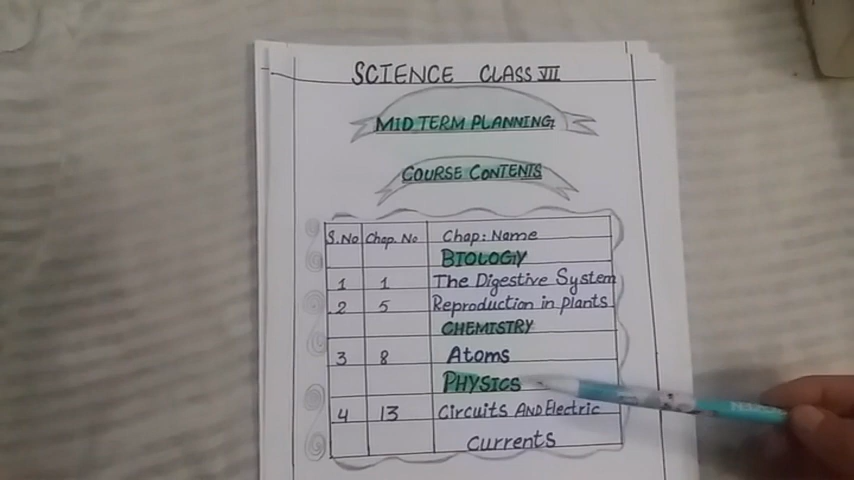 SCIENCE CLASS VII
MID TERM PLANNING
COURSE CONTENTS
S.No Chap. No Chap: Name
BIOLOGY
1 1 The Digestive System
2 5 Reproduction in plants
CHEMISTRY
3 8 Atoms
PHYSICS
4 13 Circuits AND Electric
Currents